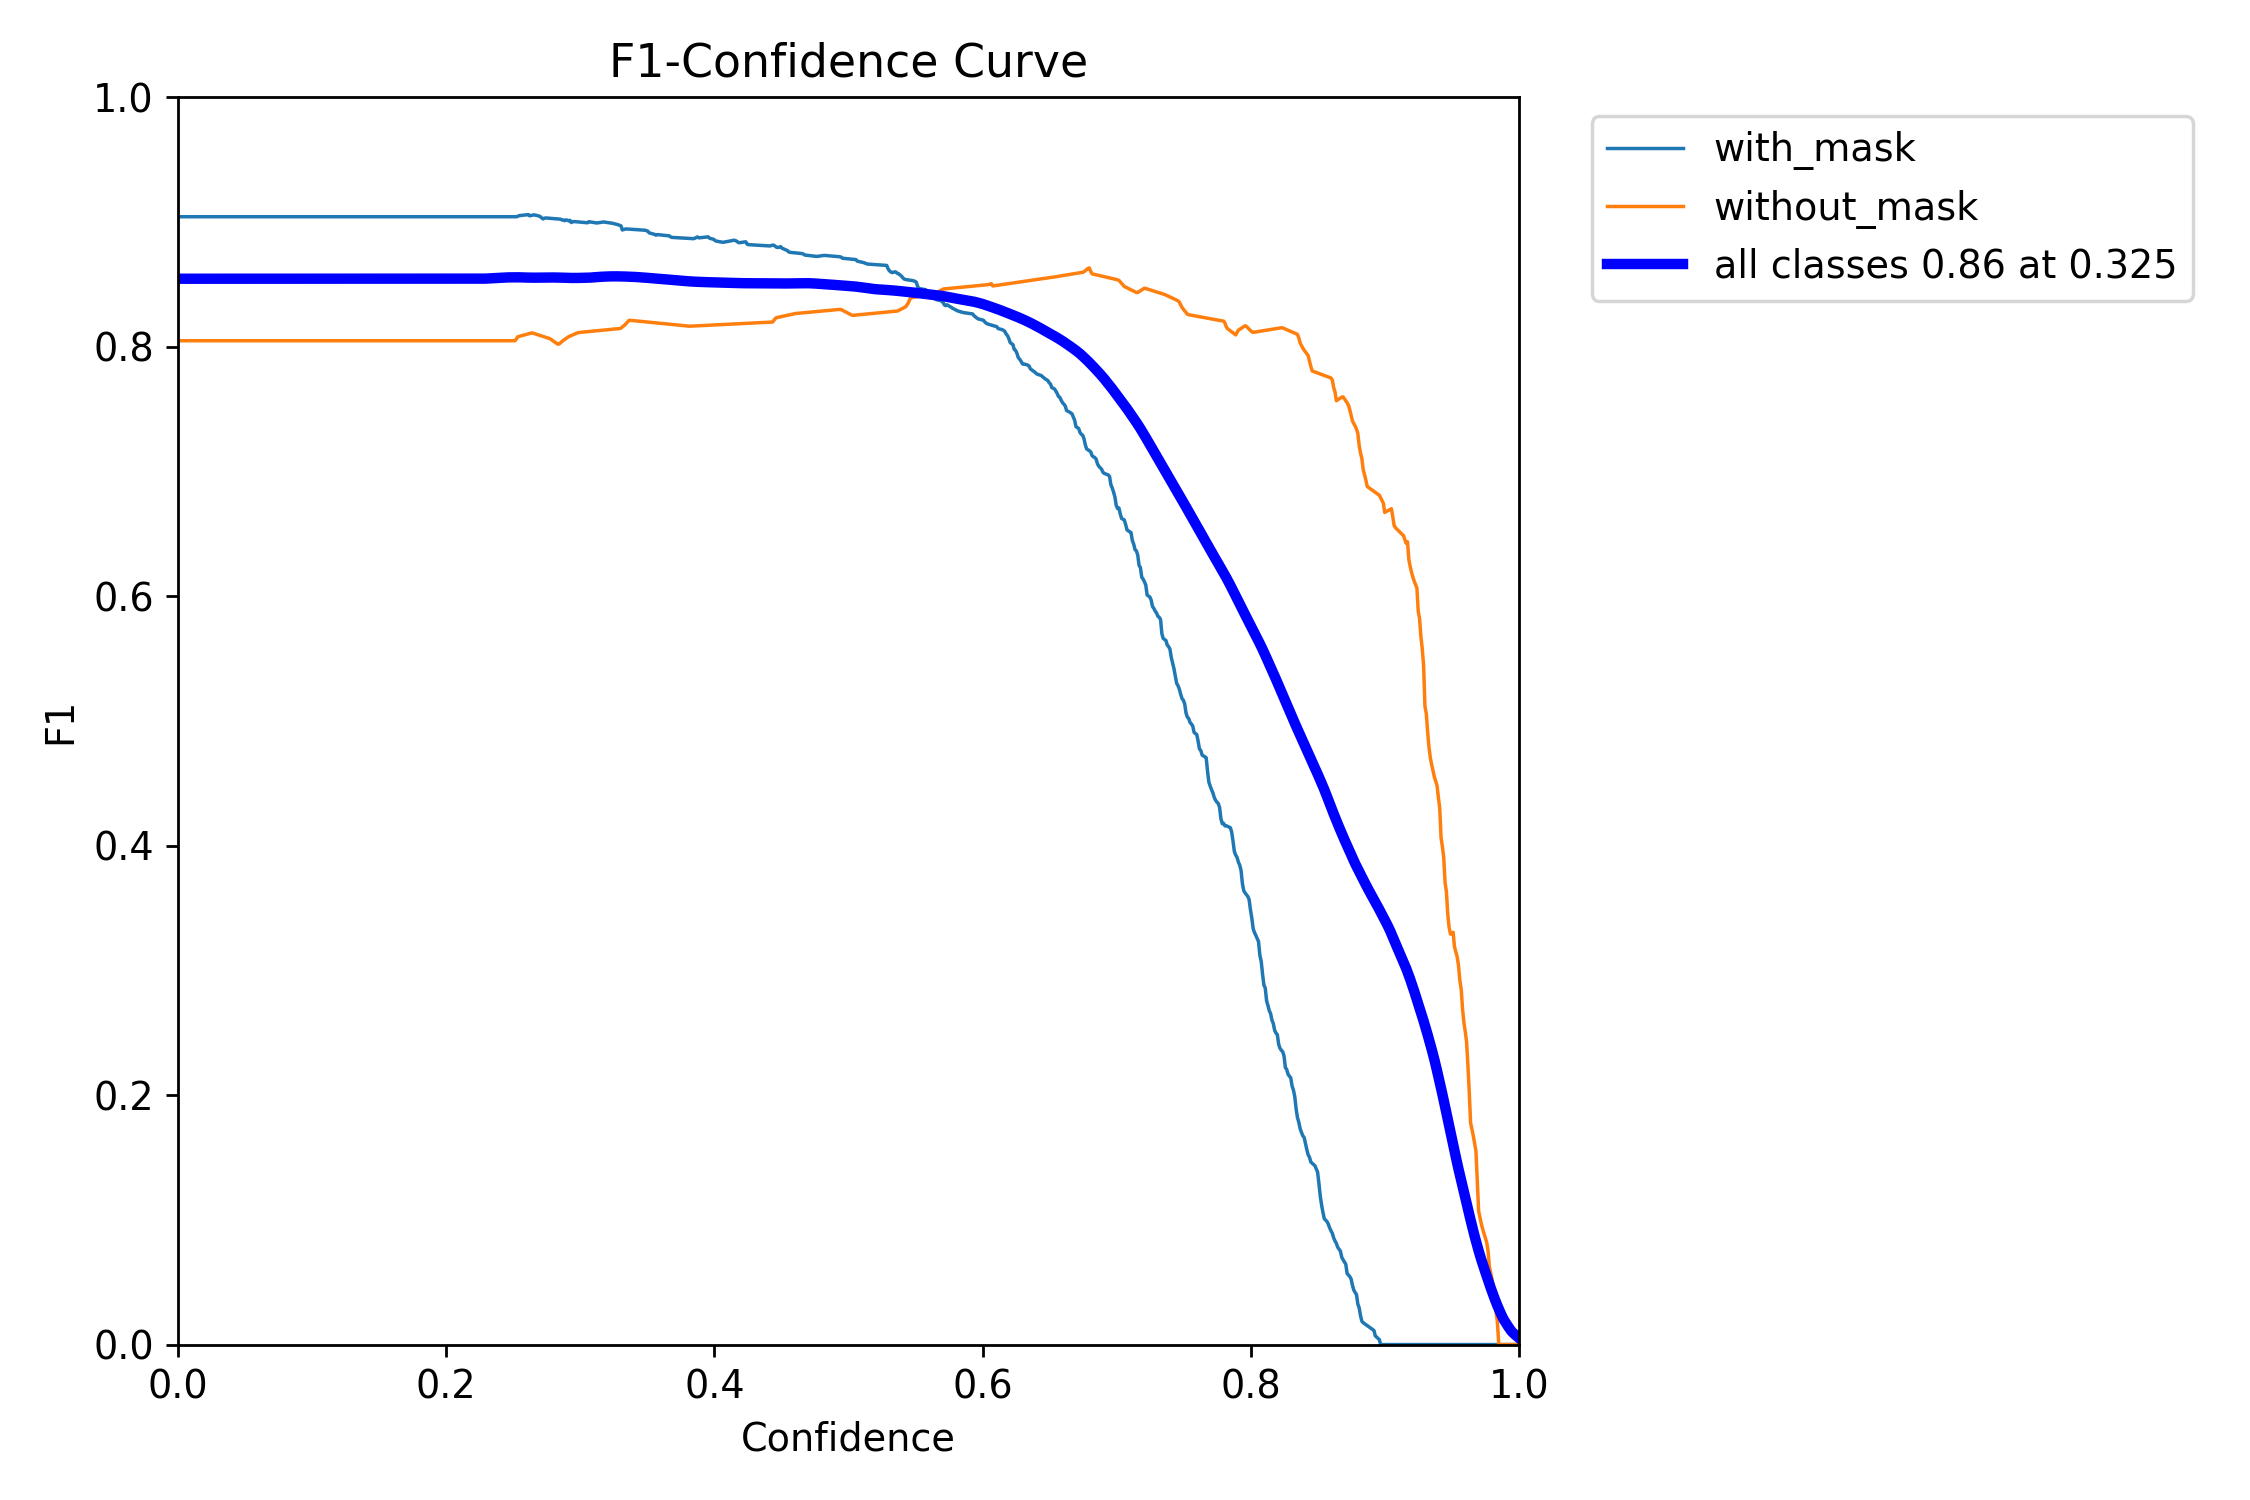 F1-Confidence Curve
1.0
0.8
0.6
0.4
0.2
0.0
F1
0.0 0.2 0.4 0.6 0.8 1.0
Confidence
with_mask
without_mask
all classes 0.86 at 0.325